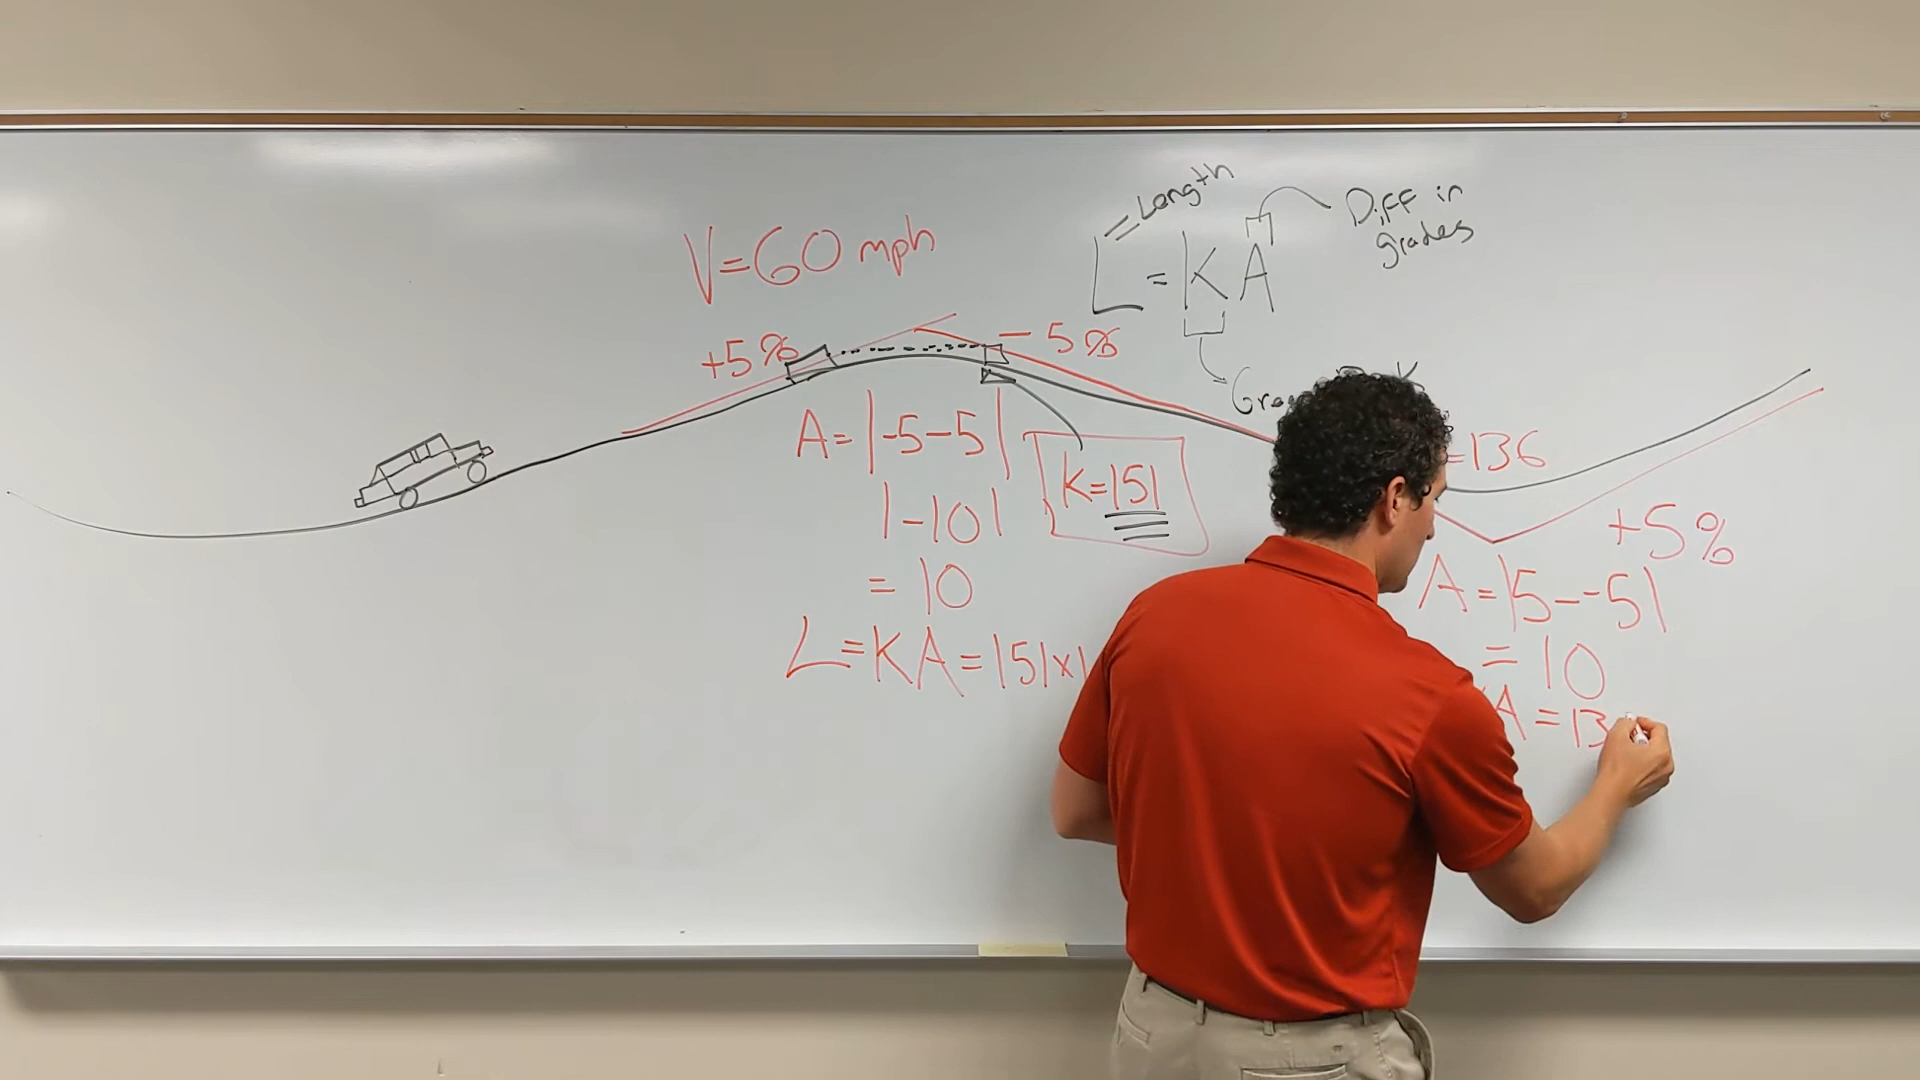 = Length
Diff in
grades
V=60 mph
L = KA
+5%
- 5%
A=|-5-5|
=136
K=151
|-10|
+5%
= 10
A=|5--5|
= 10
L=KA=151x1
A =13